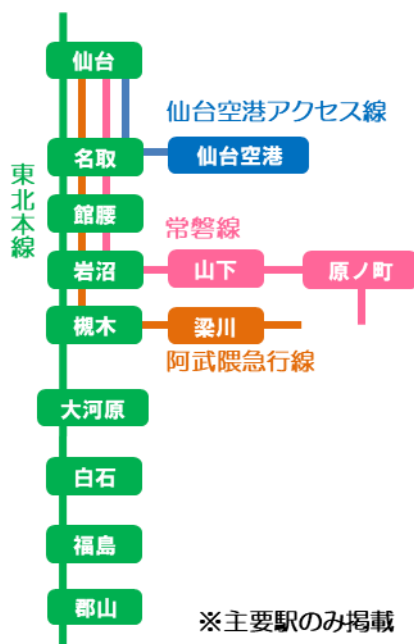 仙台
仙台空港アクセス線
名取
仙台空港
東北本線
館腰
常磐線
岩沼
山下
原ノ町
槻木
梁川
阿武隈急行線
大河原
白石
福島
郡山
※主要駅のみ掲載